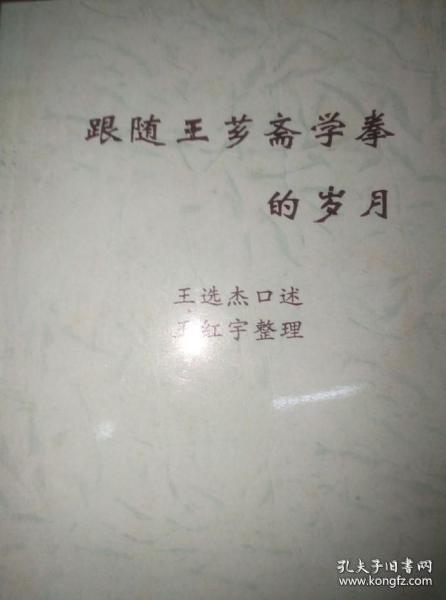 跟随王芗斋学拳
的岁月
王选杰口述
王红宇整理
孔夫子旧书网
www.kongfz.com